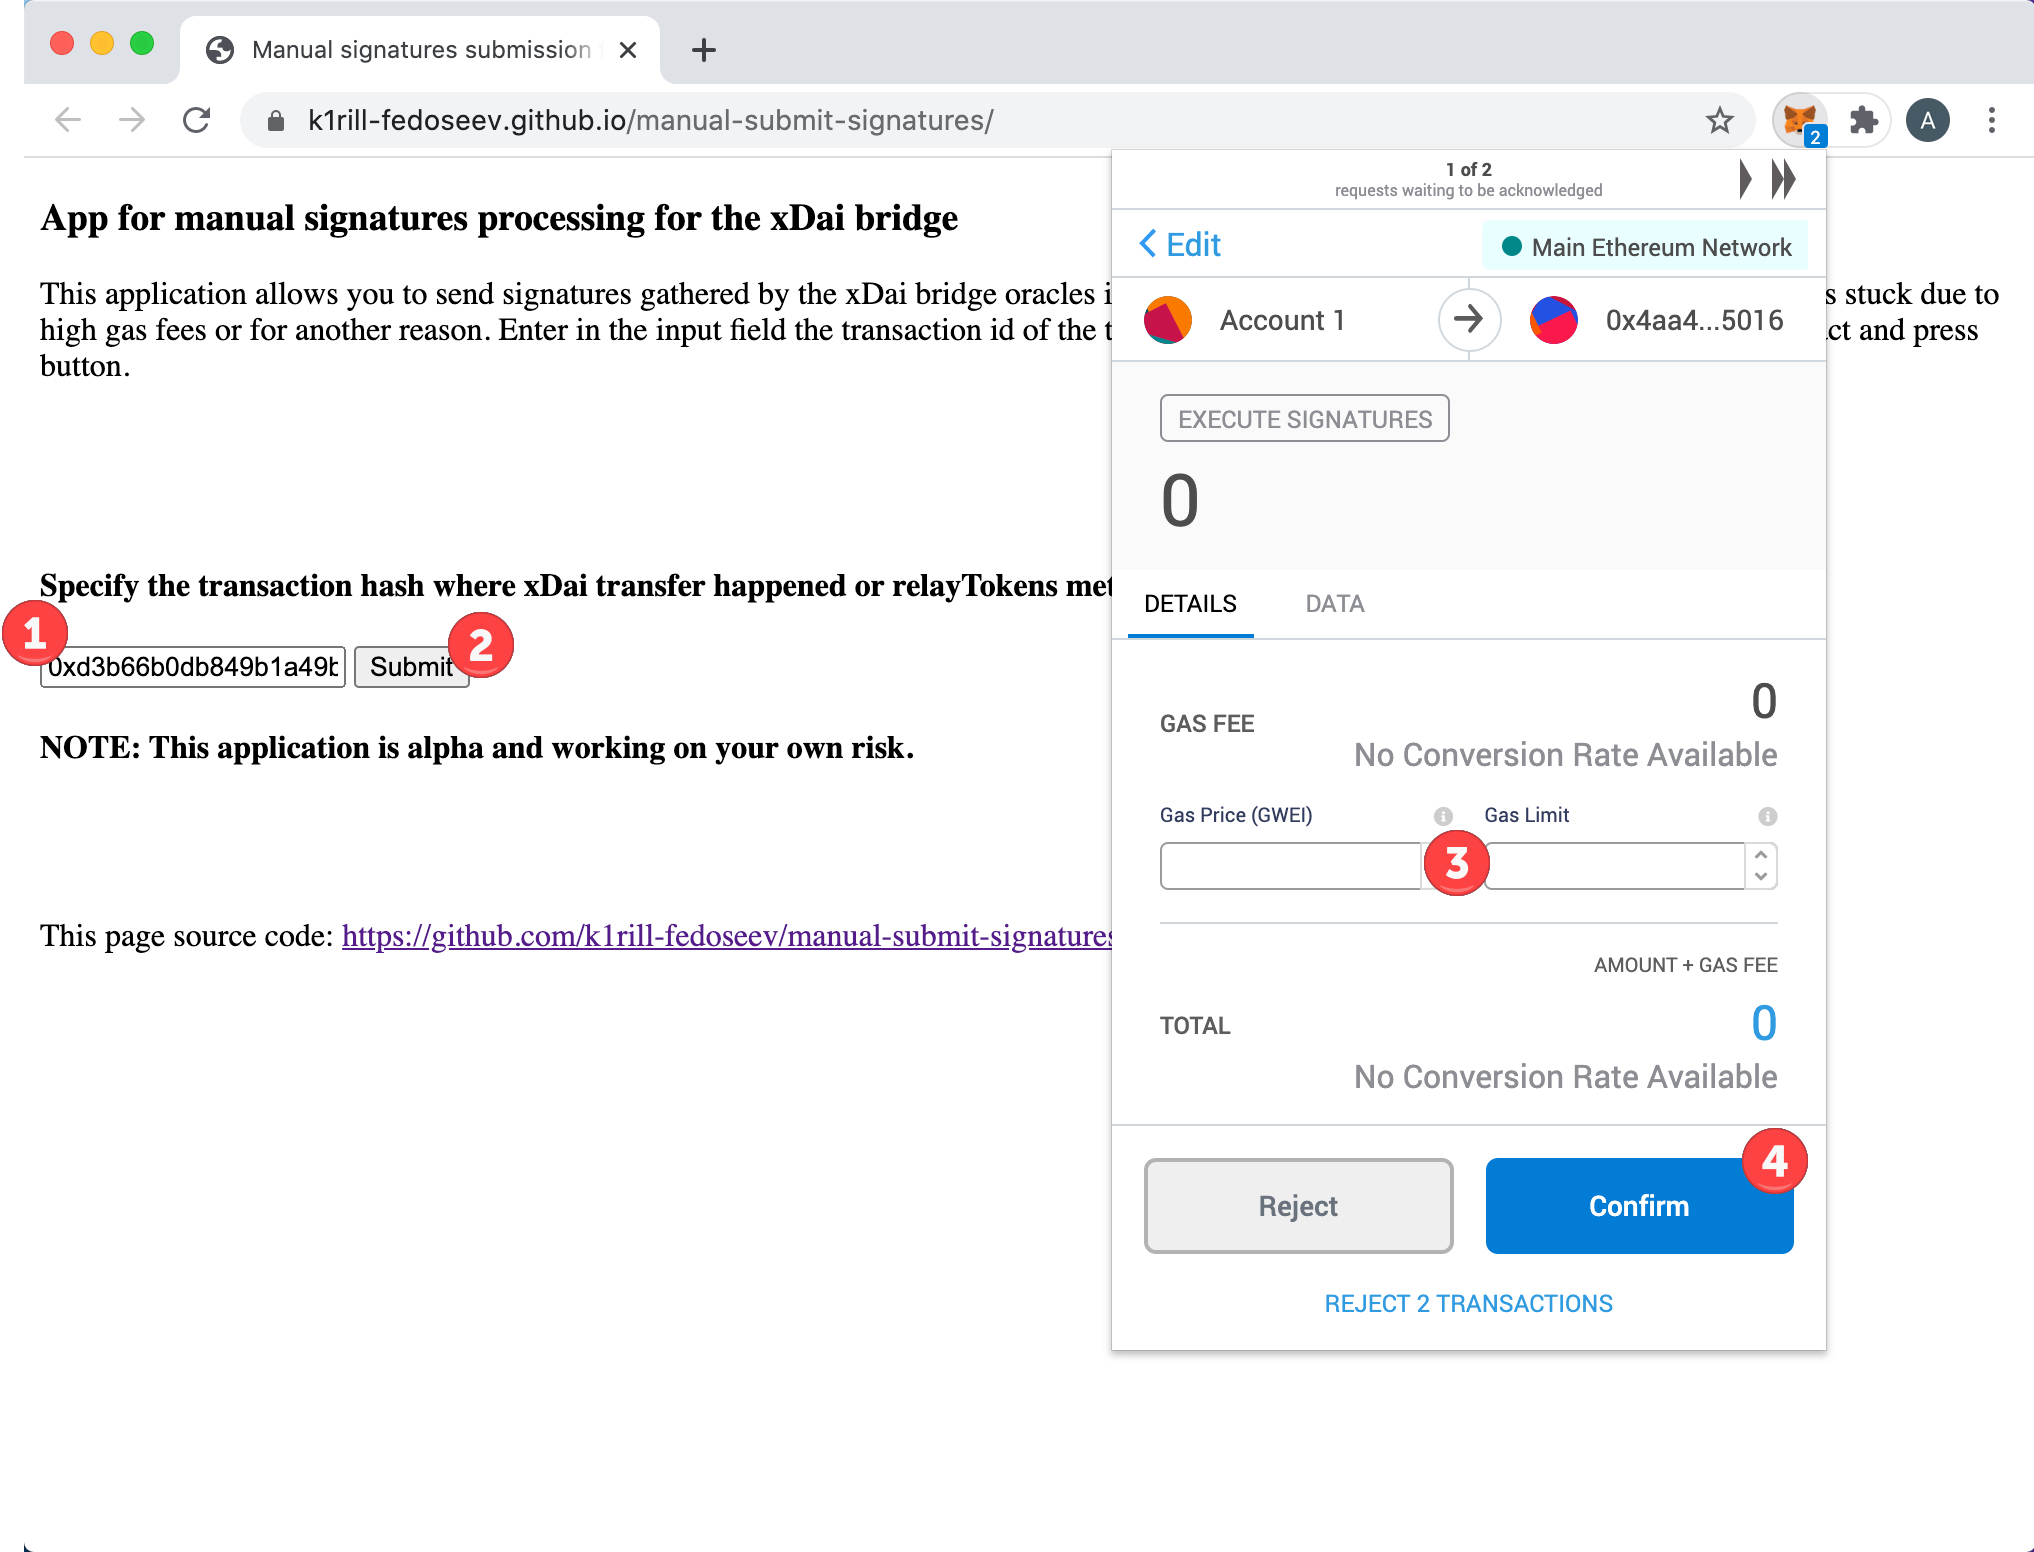 Manual signatures submission
k1rill-fedoseev.github.io/manual-submit-signatures/
2
A
1 of 2
requests waiting to be acknowledged
Edit
Main Ethereum Network
Account 1
0x4aa4...5016
EXECUTE SIGNATURES
0
DETAILS
DATA
GAS FEE
0
No Conversion Rate Available
Gas Price (GWEI)
Gas Limit
3
AMOUNT + GAS FEE
TOTAL
0
No Conversion Rate Available
4
Reject
Confirm
REJECT 2 TRANSACTIONS
App for manual signatures processing for the xDai bridge
This application allows you to send signatures gathered by the xDai bridge oracles stuck due to
high gas fees or for another reason. Enter in the input field the transaction id of the and press
button.
Specify the transaction hash where xDai transfer happened or relayTokens
1
0xd3b66b0db849b1a49b
Submit
2
NOTE: This application is alpha and working on your own risk.
This page source code: https://github.com/k1rill-fedoseev/manual-submit-signatures